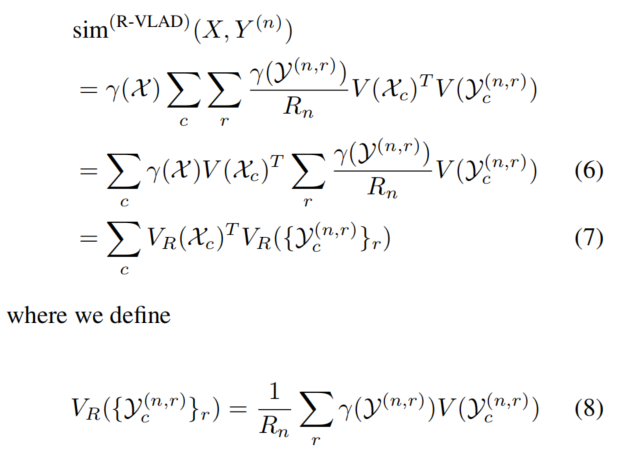 sim^(R-VLAD)(X, Y^(n))
= γ(𝒳) ∑_c ∑_r γ(𝒴^(n,r))/R_n V(𝒳_c)^T V(𝒴_c^(n,r))
= ∑_c γ(𝒳)V(𝒳_c)^T ∑_r γ(𝒴^(n,r))/R_n V(𝒴_c^(n,r)) (6)
= ∑_c V_R(𝒳_c)^T V_R({𝒴_c^(n,r)}_r) (7)
where we define
V_R({𝒴_c^(n,r)}_r) = 1/R_n ∑_r γ(𝒴^(n,r))V(𝒴_c^(n,r)) (8)